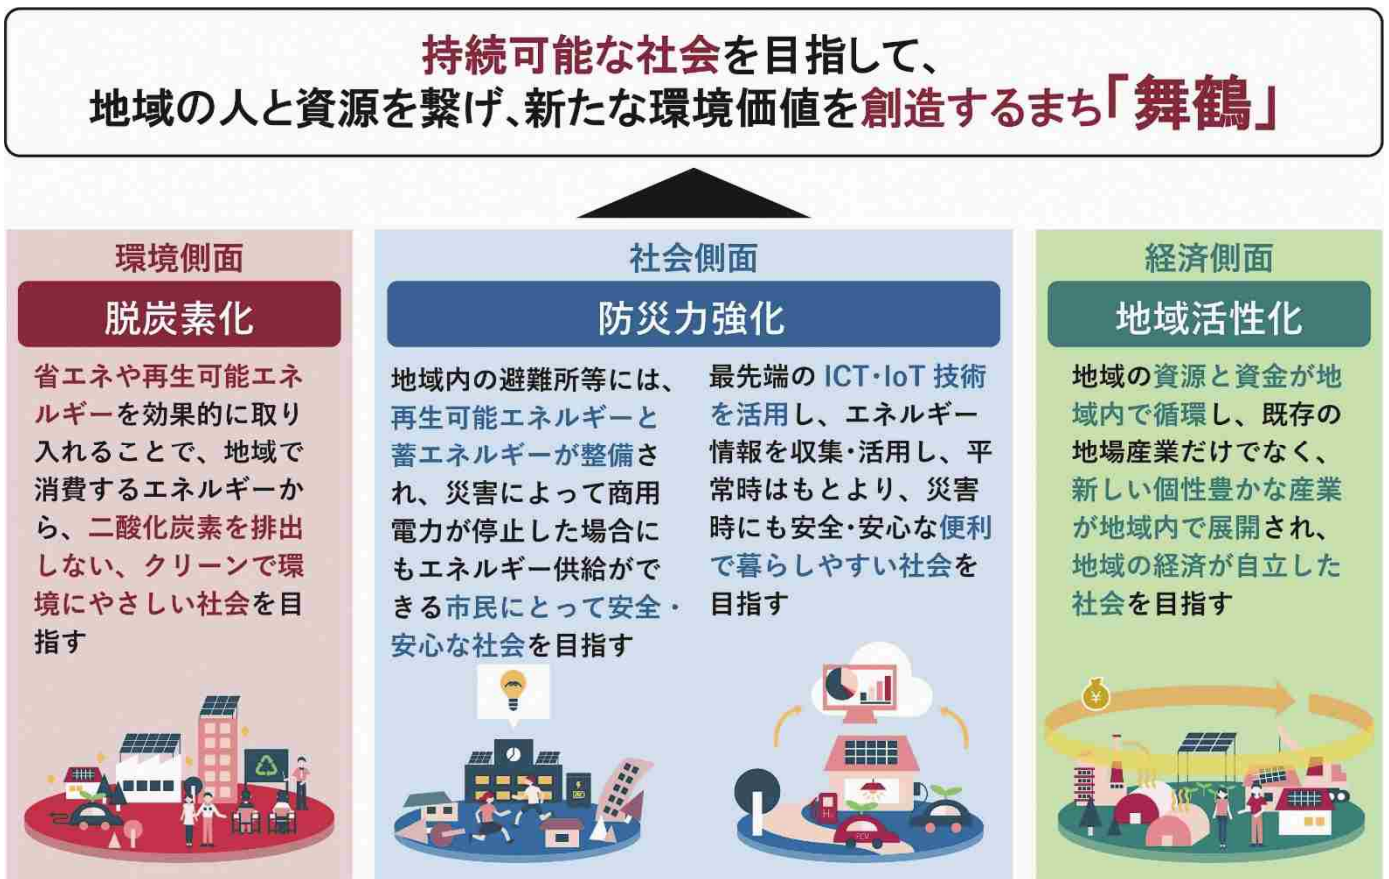 持続可能な社会を目指して、
地域の人と資源を繋げ、新たな環境価値を創造するまち「舞鶴」
環境側面
脱炭素化
省エネや再生可能エネ
ルギーを効果的に取り
入れることで、地域で
消費するエネルギーか
ら、二酸化炭素を排出
しない、クリーンで環
境にやさしい社会を目
指す
社会側面
防災力強化
地域内の避難所等には、
再生可能エネルギーと
蓄エネルギーが整備さ
れ、災害によって商用
電力が停止した場合に
もエネルギー供給がで
きる市民にとって安全・
安心な社会を目指す
最先端の ICT・IoT 技術
を活用し、エネルギー
情報を収集・活用し、平
常時はもとより、災害
時にも安全・安心な便利
で暮らしやすい社会を
目指す
経済側面
地域活性化
地域の資源と資金が地
域内で循環し、既存の
地場産業だけでなく、
新しい個性豊かな産業
が地域内で展開され、
地域の経済が自立した
社会を目指す
¥
H₂